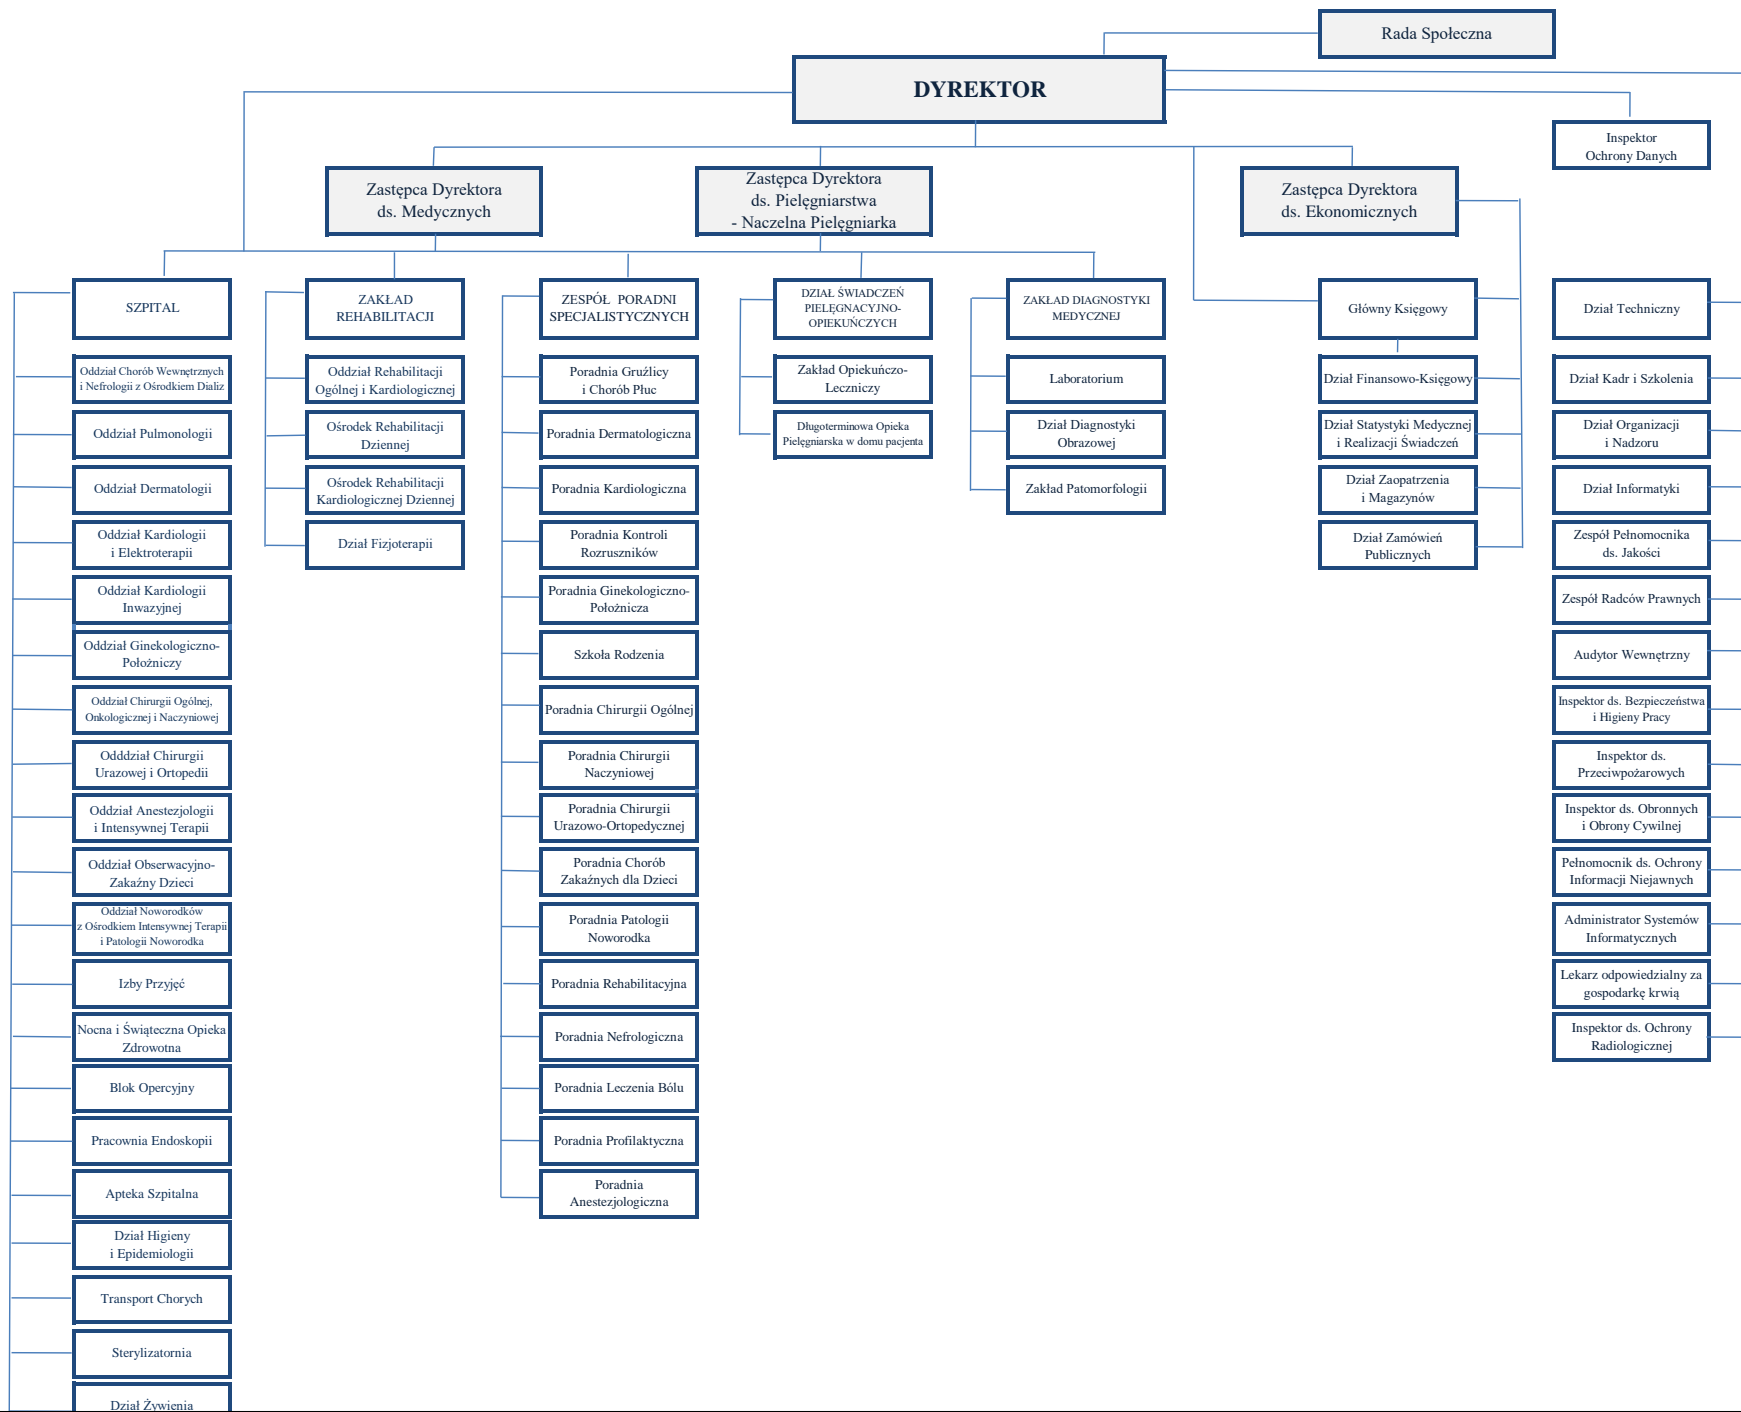 Rada Społeczna
DYREKTOR
Inspektor
Ochrony Danych
Zastępca Dyrektora
ds. Medycznych
Zastępca Dyrektora
ds. Pielęgniarstwa
- Naczelna Pielęgniarka
Zastępca Dyrektora
ds. Ekonomicznych
SZPITAL
Oddział Chorób Wewnętrznych
i Nefrologii z Ośrodkiem Dializ
Oddział Pulmonologii
Oddział Dermatologii
Oddział Kardiologii
i Elektroterapii
Oddział Kardiologii
Inwazyjnej
Oddział Ginekologiczno-
Położniczy
Oddział Chirurgii Ogólnej,
Onkologicznej i Naczyniowej
Odddział Chirurgii
Urazowej i Ortopedii
Oddział Anestezjologii
i Intensywnej Terapii
Oddział Obserwacyjno-
Zakaźny Dzieci
Oddział Noworodków
z Ośrodkiem Intensywnej Terapii
i Patologii Noworodka
Izby Przyjęć
Nocna i Świąteczna Opieka
Zdrowotna
Blok Opercyjny
Pracownia Endoskopii
Apteka Szpitalna
Dział Higieny
i Epidemiologii
Transport Chorych
Sterylizatornia
Dział Żywienia
ZAKŁAD
REHABILITACJI
Oddział Rehabilitacji
Ogólnej i Kardiologicznej
Ośrodek Rehabilitacji
Dziennej
Ośrodek Rehabilitacji
Kardiologicznej Dziennej
Dział Fizjoterapii
ZESPÓŁ PORADNI
SPECJALISTYCZNYCH
Poradnia Gruźlicy
i Chorób Płuc
Poradnia Dermatologiczna
Poradnia Kardiologiczna
Poradnia Kontroli
Rozruszników
Poradnia Ginekologiczno-
Położnicza
Szkoła Rodzenia
Poradnia Chirurgii Ogólnej
Poradnia Chirurgii
Naczyniowej
Poradnia Chirurgii
Urazowo-Ortopedycznej
Poradnia Chorób
Zakaźnych dla Dzieci
Poradnia Patologii
Noworodka
Poradnia Rehabilitacyjna
Poradnia Nefrologiczna
Poradnia Leczenia Bólu
Poradnia Profilaktyczna
Poradnia
Anestezjologiczna
DZIAŁ ŚWIADCZEŃ
PIELĘGNACYJNO-
OPIEKUŃCZYCH
Zakład Opiekuńczo-
Leczniczy
Długoterminowa Opieka
Pielęgniarska w domu pacjenta
ZAKŁAD DIAGNOSTYKI
MEDYCZNEJ
Laboratorium
Dział Diagnostyki
Obrazowej
Zakład Patomorfologii
Główny Księgowy
Dział Finansowo-Księgowy
Dział Statystyki Medycznej
i Realizacji Świadczeń
Dział Zaopatrzenia
i Magazynów
Dział Zamówień
Publicznych
Dział Techniczny
Dział Kadr i Szkolenia
Dział Organizacji
i Nadzoru
Dział Informatyki
Zespół Pełnomocnika
ds. Jakości
Zespół Radców Prawnych
Audytor Wewnętrzny
Inspektor ds. Bezpieczeństwa
i Higieny Pracy
Inspektor ds.
Przeciwpożarowych
Inspektor ds. Obronnych
i Obrony Cywilnej
Pełnomocnik ds. Ochrony
Informacji Niejawnych
Administrator Systemów
Informatycznych
Lekarz odpowiedzialny za
gospodarkę krwią
Inspektor ds. Ochrony
Radiologicznej